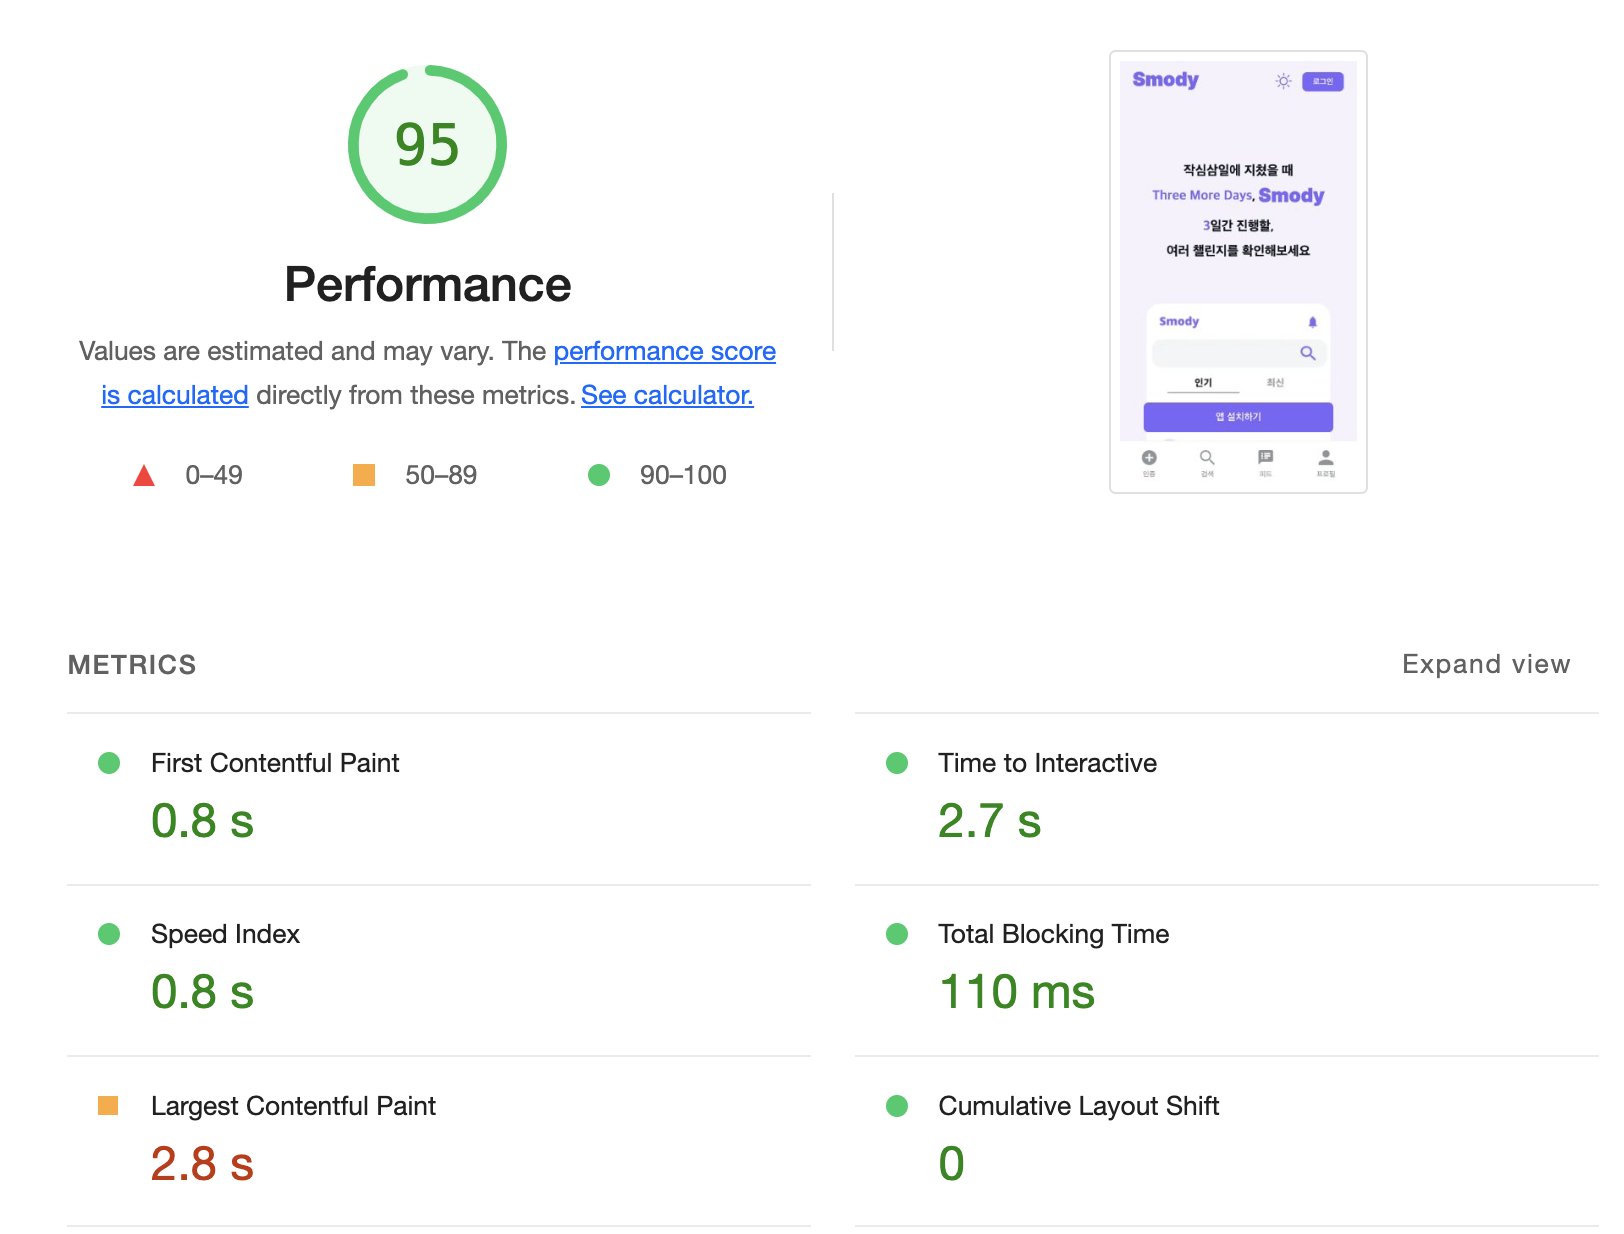 95
Performance
Values are estimated and may vary. The performance score
is calculated directly from these metrics. See calculator.
0–49
50–89
90–100
Smody
로그인
작심삼일에 지쳤을 때
Three More Days, Smody
3일간 진행할,
여러 챌린지를 확인해보세요
Smody
인기
최신
앱 설치하기
인증
검색
피드
프로필
METRICS
Expand view
First Contentful Paint
0.8 s
Time to Interactive
2.7 s
Speed Index
0.8 s
Total Blocking Time
110 ms
Largest Contentful Paint
2.8 s
Cumulative Layout Shift
0